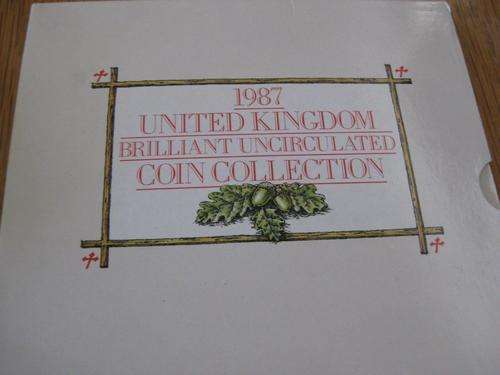 1987
UNITED KINGDOM
BRILLIANT UNCIRCULATED
COIN COLLECTION